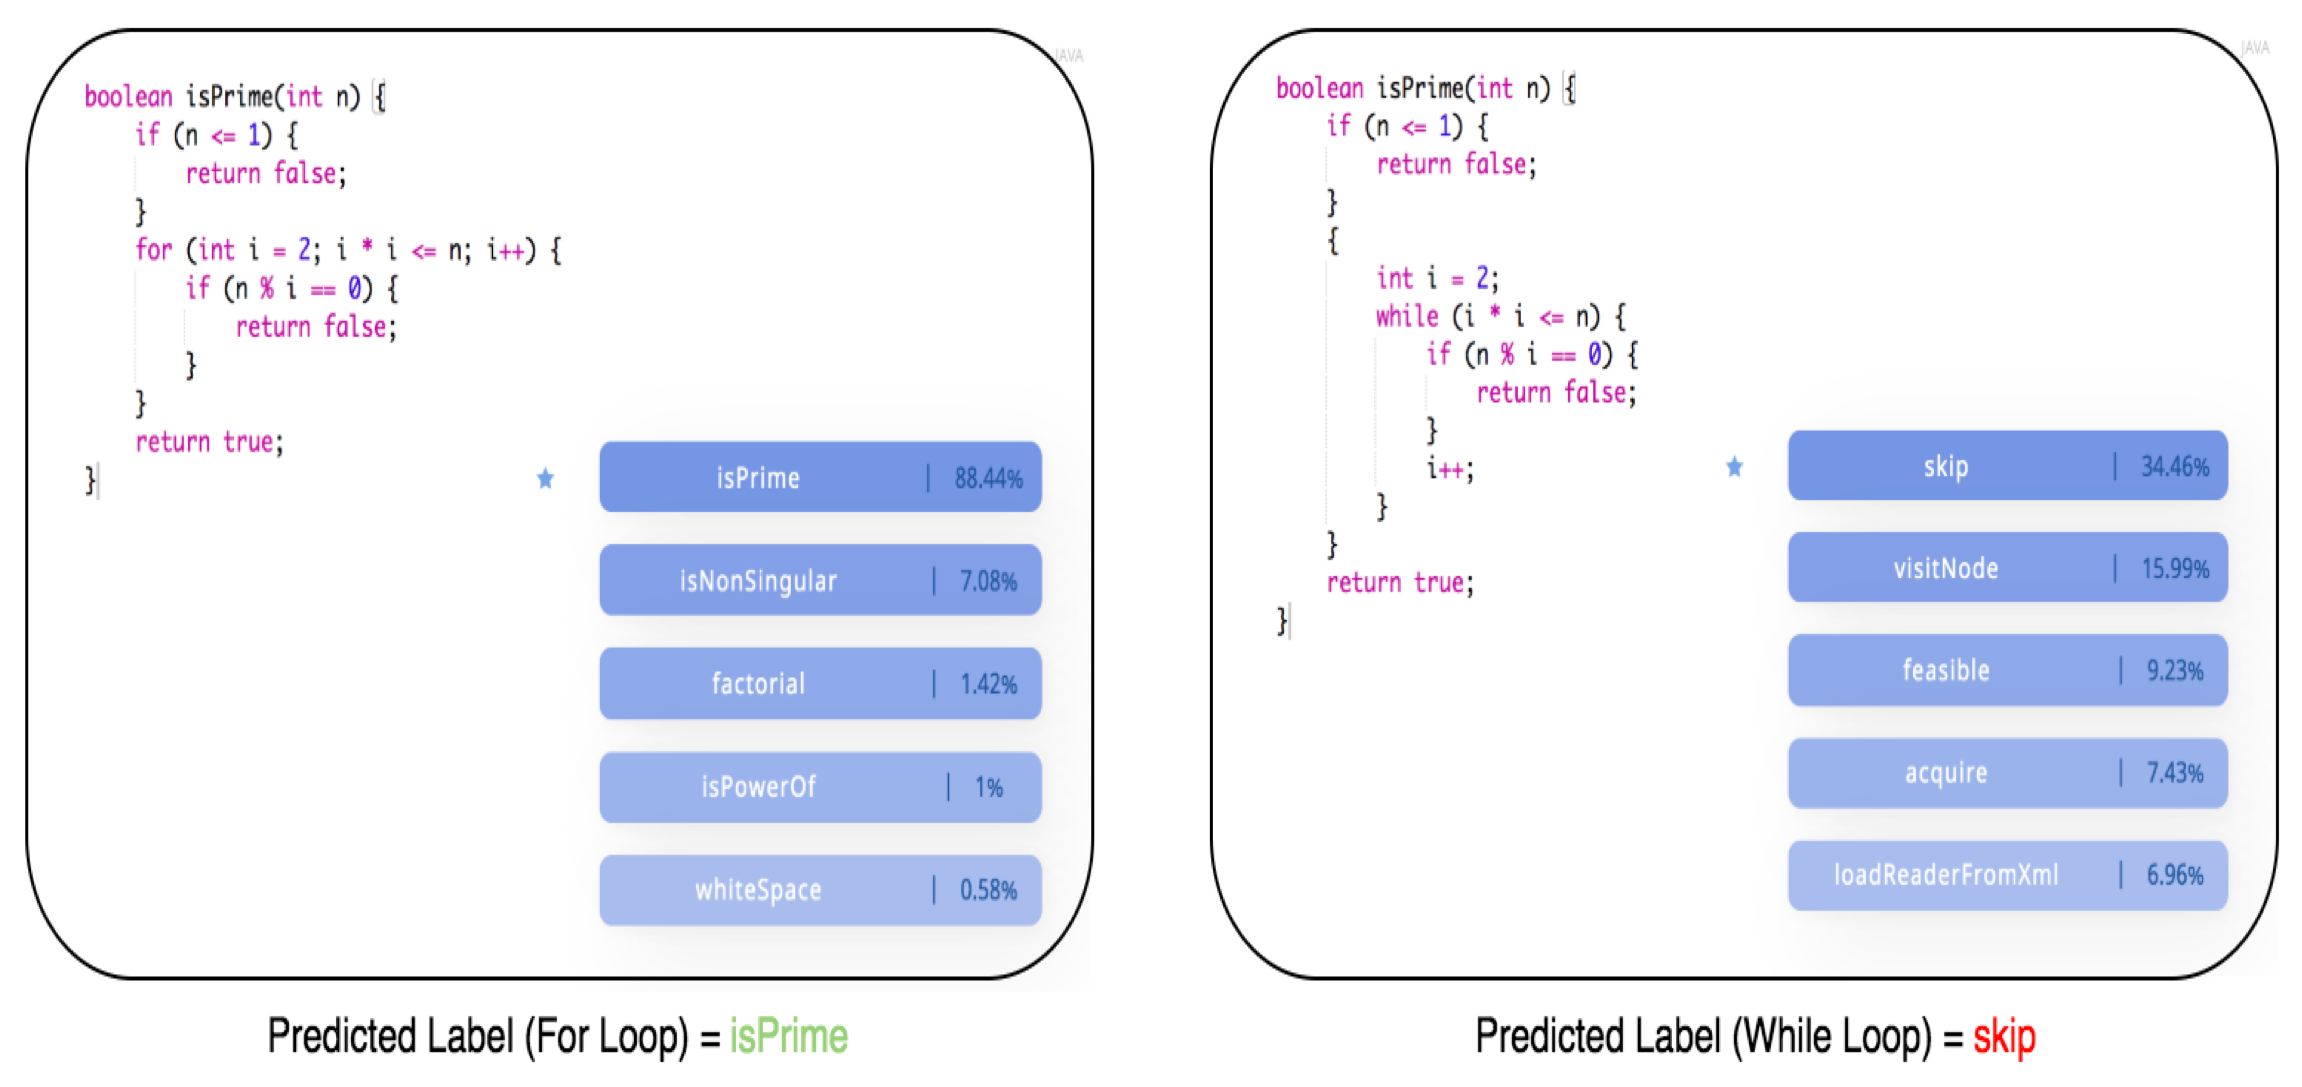 JAVA
boolean isPrime(int n) {
if (n <= 1) {
return false;
}
for (int i = 2; i * i <= n; i++) {
if (n % i == 0) {
return false;
}
}
return true;
}
isPrime | 88.44%
isNonSingular | 7.08%
factorial | 1.42%
isPowerOf | 1%
whiteSpace | 0.58%
Predicted Label (For Loop) = isPrime
JAVA
boolean isPrime(int n) {
if (n <= 1) {
return false;
}
{
int i = 2;
while (i * i <= n) {
if (n % i == 0) {
return false;
}
i++;
}
}
return true;
}
skip | 34.46%
visitNode | 15.99%
feasible | 9.23%
acquire | 7.43%
loadReaderFromXml | 6.96%
Predicted Label (While Loop) = skip